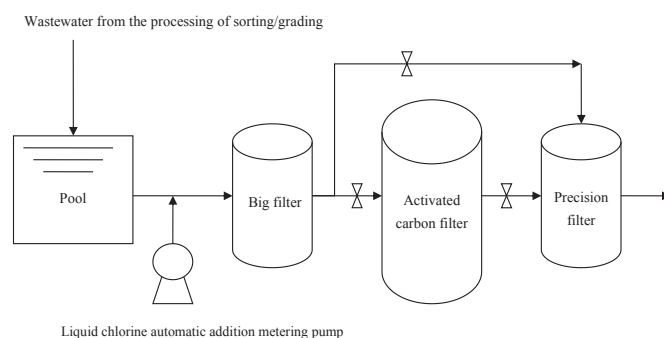 Wastewater from the processing of sorting/grading
Pool
Big filter
Activated
carbon filter
Precision
filter
Liquid chlorine automatic addition metering pump